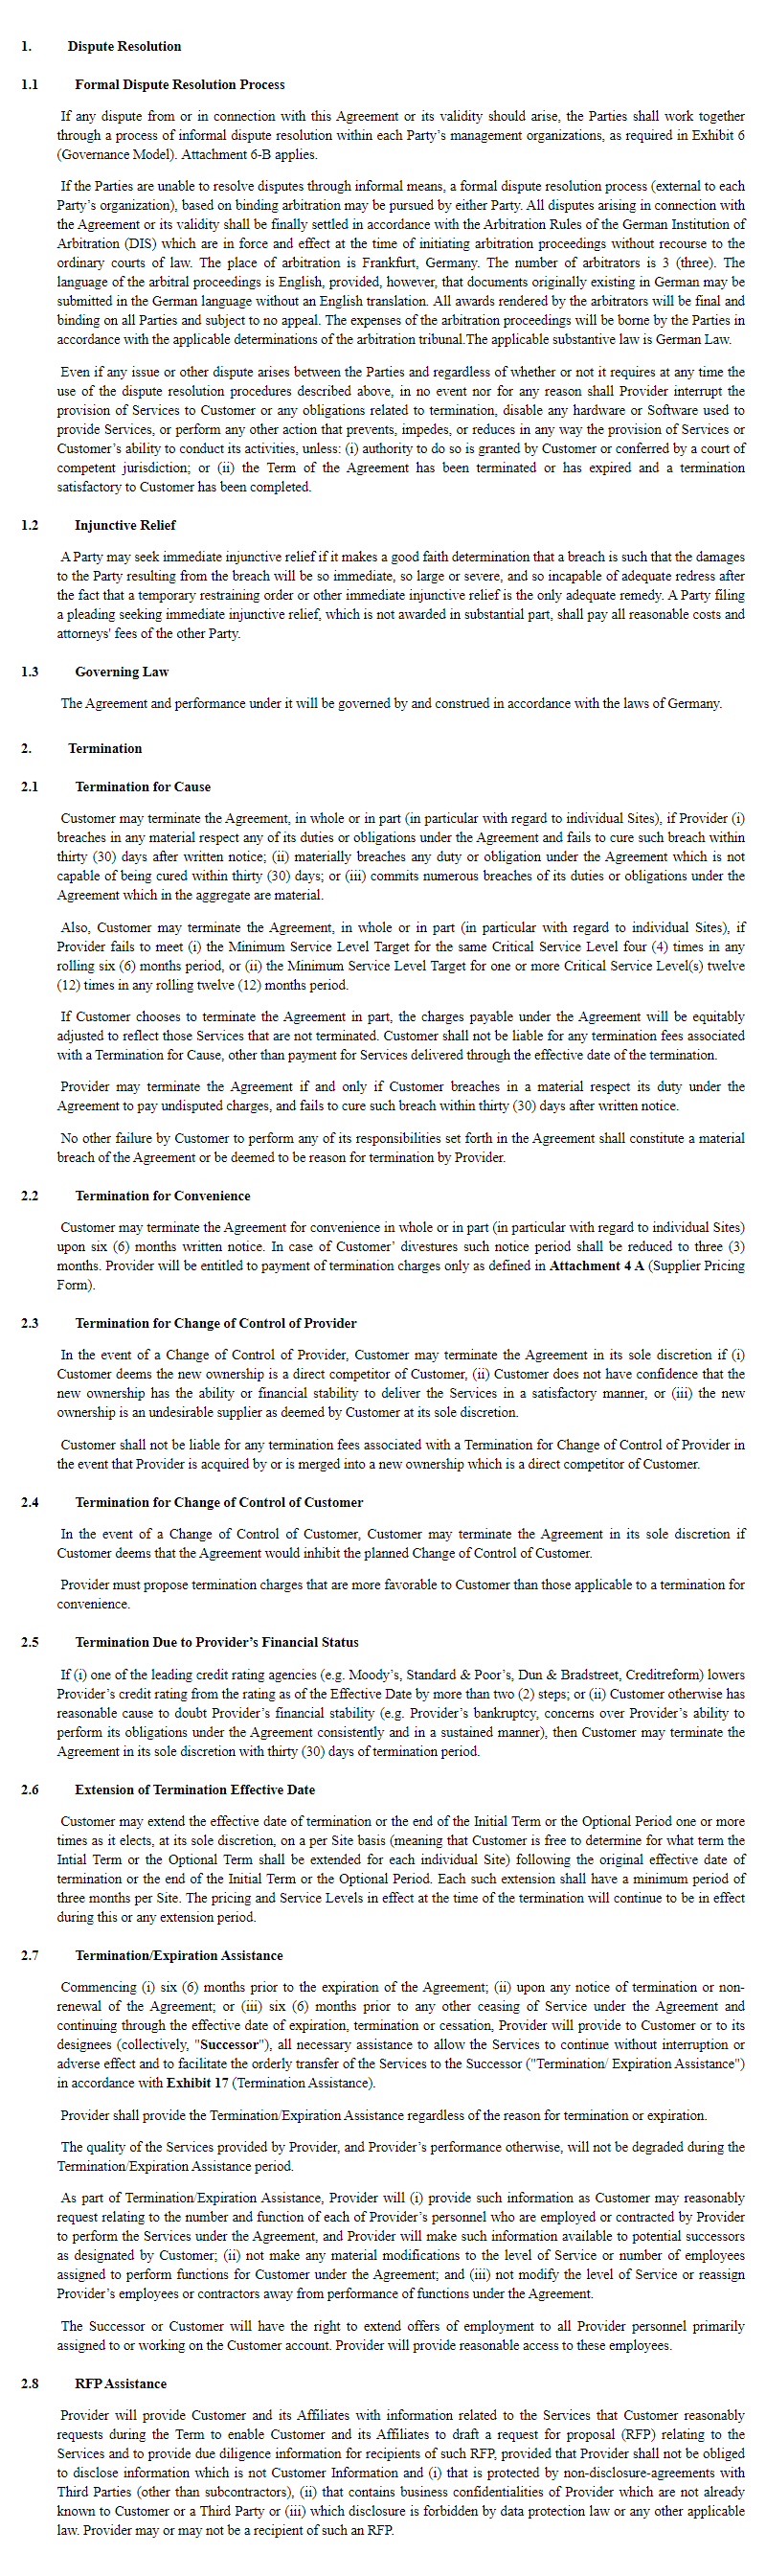 1. Dispute Resolution
1.1 Formal Dispute Resolution Process
If any dispute from or in connection with this Agreement or its validity should arise, the Parties shall work together
through a process of informal dispute resolution within each Party's management organizations, as required in Exhibit 6
(Governance Model). Attachment 6-B applies.
If the Parties are unable to resolve disputes through informal means, a formal dispute resolution process (external to each
Party's organization), based on binding arbitration may be pursued by either Party. All disputes arising in connection with
the Agreement or its validity shall be finally settled in accordance with the Arbitration Rules of the German Institution of
Arbitration (DIS) which are in force and effect at the time of initiating arbitration proceedings without recourse to the
ordinary courts of law. The place of arbitration is Frankfurt, Germany. The number of arbitrators is 3 (three). The
language of the arbitral proceedings is English, provided, however, that documents originally existing in German may be
submitted in the German language without an English translation. All awards rendered by the arbitrators will be final and
binding on all Parties and subject to no appeal. The expenses of the arbitration proceedings will be borne by the Parties in
accordance with the applicable determinations of the arbitration tribunal.The applicable substantive law is German Law.
Even if any issue or other dispute arises between the Parties and regardless of whether or not it requires at any time the
use of the dispute resolution procedures described above, in no event nor for any reason shall Provider interrupt the
provision of Services to Customer or any obligations related to termination, disable any hardware or Software used to
provide Services, or perform any other action that prevents, impedes, or reduces in any way the provision of Services or
Customer's ability to conduct its activities, unless: (i) authority to do so is granted by Customer or conferred by a court of
competent jurisdiction; or (ii) the Term of the Agreement has been terminated or has expired and a termination
satisfactory to Customer has been completed.
1.2 Injunctive Relief
A Party may seek immediate injunctive relief if it makes a good faith determination that a breach is such that the damages
to the Party resulting from the breach will be so immediate, so large or severe, and so incapable of adequate redress after
the fact that a temporary restraining order or other immediate injunctive relief is the only adequate remedy. A Party filing
a pleading seeking immediate injunctive relief, which is not awarded in substantial part, shall pay all reasonable costs and
attorneys' fees of the other Party.
1.3 Governing Law
The Agreement and performance under it will be governed by and construed in accordance with the laws of Germany.
2. Termination
2.1 Termination for Cause
Customer may terminate the Agreement, in whole or in part (in particular with regard to individual Sites), if Provider (i)
breaches in any material respect any of its duties or obligations under the Agreement and fails to cure such breach within
thirty (30) days after written notice; (ii) materially breaches any duty or obligation under the Agreement which is not
capable of being cured within thirty (30) days; or (iii) commits numerous breaches of its duties or obligations under the
Agreement which in the aggregate are material.
Also, Customer may terminate the Agreement, in whole or in part (in particular with regard to individual Sites), if
Provider fails to meet (i) the Minimum Service Level Target for the same Critical Service Level four (4) times in any
rolling six (6) months period, or (ii) the Minimum Service Level Target for one or more Critical Service Level(s) twelve
(12) times in any rolling twelve (12) months period.
If Customer chooses to terminate the Agreement in part, the charges payable under the Agreement will be equitably
adjusted to reflect those Services that are not terminated. Customer shall not be liable for any termination fees associated
with a Termination for Cause, other than payment for Services delivered through the effective date of the termination.
Provider may terminate the Agreement if and only if Customer breaches in a material respect its duty under the
Agreement to pay undisputed charges, and fails to cure such breach within thirty (30) days after written notice.
No other failure by Customer to perform any of its responsibilities set forth in the Agreement shall constitute a material
breach of the Agreement or be deemed to be reason for termination by Provider.
2.2 Termination for Convenience
Customer may terminate the Agreement for convenience in whole or in part (in particular with regard to individual Sites)
upon six (6) months written notice. In case of Customer' divestures such notice period shall be reduced to three (3)
months. Provider will be entitled to payment of termination charges only as defined in Attachment 4 A (Supplier Pricing
Form).
2.3 Termination for Change of Control of Provider
In the event of a Change of Control of Provider, Customer may terminate the Agreement in its sole discretion if (i)
Customer deems the new ownership is a direct competitor of Customer, (ii) Customer does not have confidence that the
new ownership has the ability or financial stability to deliver the Services in a satisfactory manner, or (iii) the new
ownership is an undesirable supplier as deemed by Customer at its sole discretion.
Customer shall not be liable for any termination fees associated with a Termination for Change of Control of Provider in
the event that Provider is acquired by or is merged into a new ownership which is a direct competitor of Customer.
2.4 Termination for Change of Control of Customer
In the event of a Change of Control of Customer, Customer may terminate the Agreement in its sole discretion if
Customer deems that the Agreement would inhibit the planned Change of Control of Customer.
Provider must propose termination charges that are more favorable to Customer than those applicable to a termination for
convenience.
2.5 Termination Due to Provider's Financial Status
If (i) one of the leading credit rating agencies (e.g. Moody's, Standard & Poor's, Dun & Bradstreet, Creditreform) lowers
Provider's credit rating from the rating as of the Effective Date by more than two (2) steps; or (ii) Customer otherwise has
reasonable cause to doubt Provider's financial stability (e.g. Provider's bankruptcy, concerns over Provider's ability to
perform its obligations under the Agreement consistently and in a sustained manner), then Customer may terminate the
Agreement in its sole discretion with thirty (30) days of termination period.
2.6 Extension of Termination Effective Date
Customer may extend the effective date of termination or the end of the Initial Term or the Optional Period one or more
times as it elects, at its sole discretion, on a per Site basis (meaning that Customer is free to determine for what term the
Intial Term or the Optional Term shall be extended for each individual Site) following the original effective date of
termination or the end of the Initial Term or the Optional Period. Each such extension shall have a minimum period of
three months per Site. The pricing and Service Levels in effect at the time of the termination will continue to be in effect
during this or any extension period.
2.7 Termination/Expiration Assistance
Commencing (i) six (6) months prior to the expiration of the Agreement; (ii) upon any notice of termination or non-
renewal of the Agreement; or (iii) six (6) months prior to any other ceasing of Service under the Agreement and
continuing through the effective date of expiration, termination or cessation, Provider will provide to Customer or to its
designees (collectively, "Successor"), all necessary assistance to allow the Services to continue without interruption or
adverse effect and to facilitate the orderly transfer of the Services to the Successor ("Termination/ Expiration Assistance")
in accordance with Exhibit 17 (Termination Assistance).
Provider shall provide the Termination/Expiration Assistance regardless of the reason for termination or expiration.
The quality of the Services provided by Provider, and Provider's performance otherwise, will not be degraded during the
Termination/Expiration Assistance period.
As part of Termination/Expiration Assistance, Provider will (i) provide such information as Customer may reasonably
request relating to the number and function of each of Provider's personnel who are employed or contracted by Provider
to perform the Services under the Agreement, and Provider will make such information available to potential successors
as designated by Customer; (ii) not make any material modifications to the level of Service or number of employees
assigned to perform functions for Customer under the Agreement; and (iii) not modify the level of Service or reassign
Provider's employees or contractors away from performance of functions under the Agreement.
The Successor or Customer will have the right to extend offers of employment to all Provider personnel primarily
assigned to or working on the Customer account. Provider will provide reasonable access to these employees.
2.8 RFP Assistance
Provider will provide Customer and its Affiliates with information related to the Services that Customer reasonably
requests during the Term to enable Customer and its Affiliates to draft a request for proposal (RFP) relating to the
Services and to provide due diligence information for recipients of such RFP, provided that Provider shall not be obliged
to disclose information which is not Customer Information and (i) that is protected by non-disclosure-agreements with
Third Parties (other than subcontractors), (ii) that contains business confidentialities of Provider which are not already
known to Customer or a Third Party or (iii) which disclosure is forbidden by data protection law or any other applicable
law. Provider may or may not be a recipient of such an RFP.